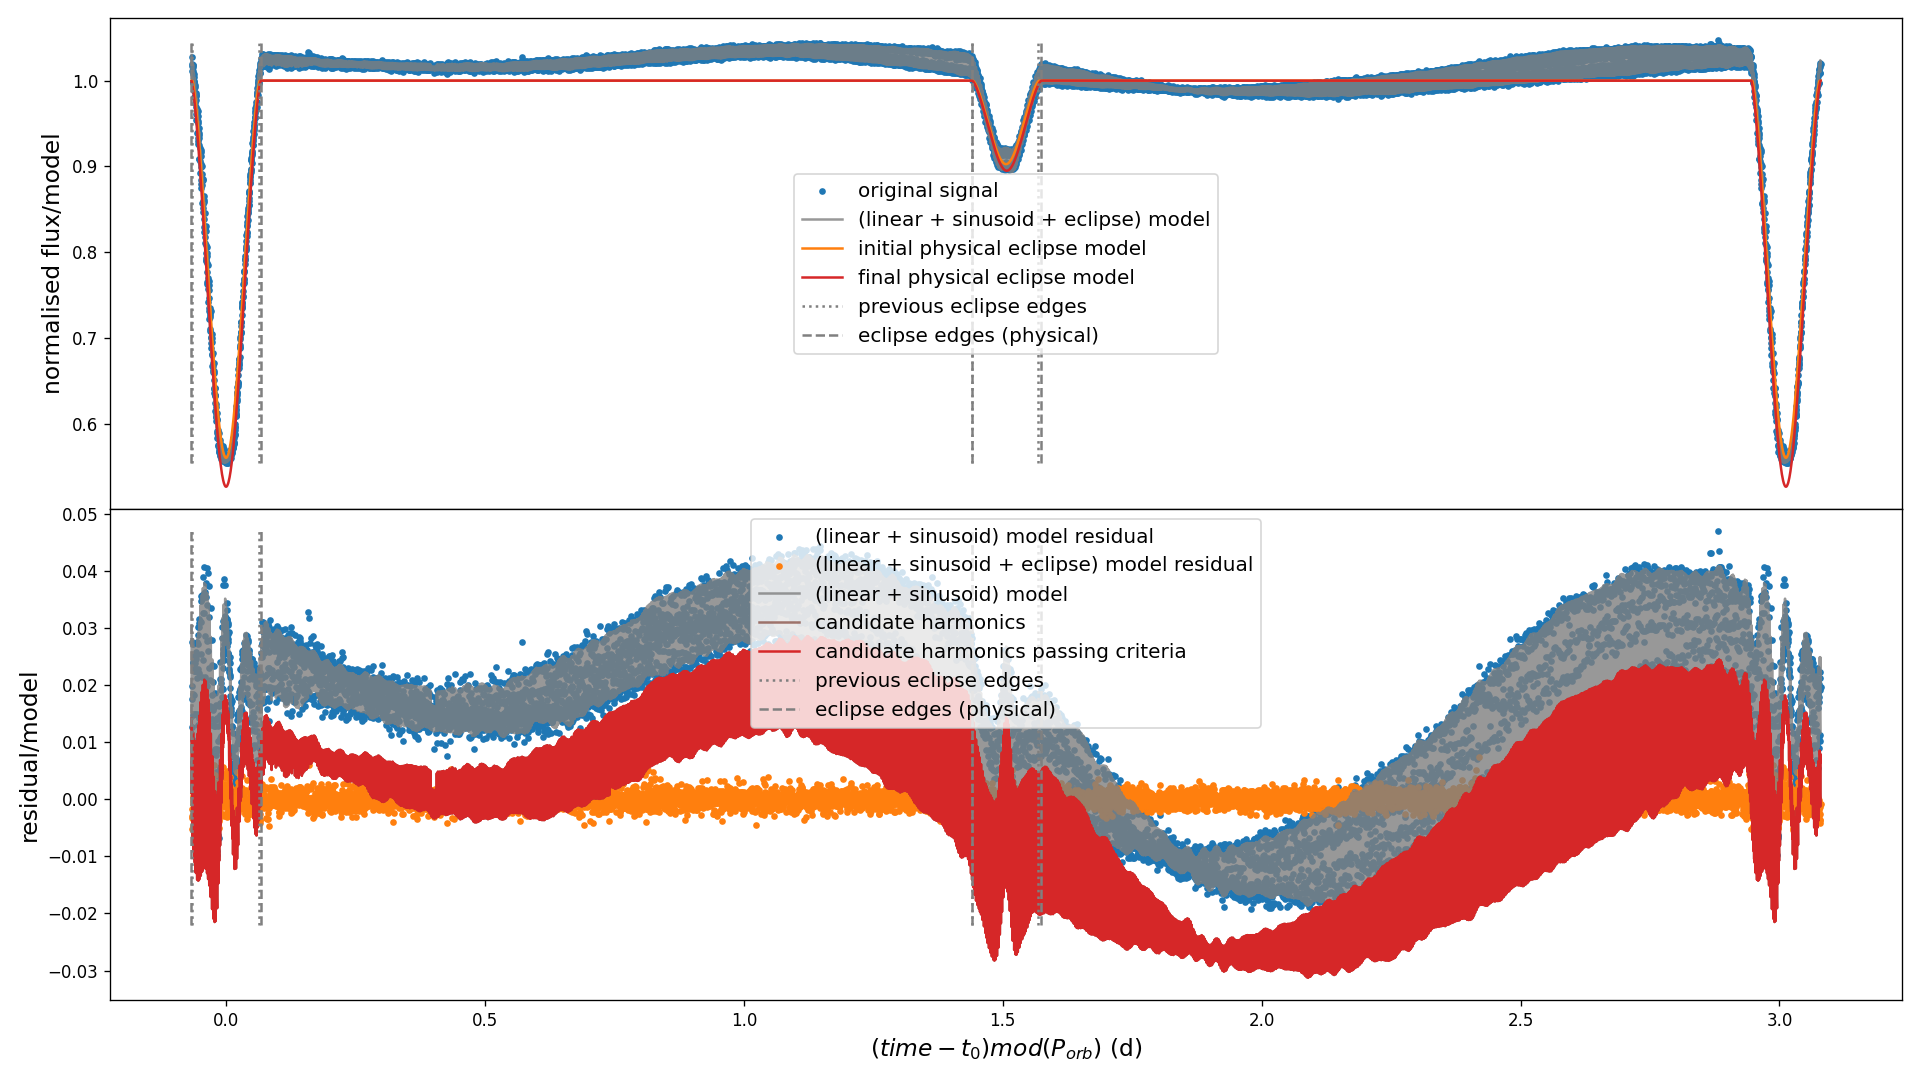 normalised flux/model
1.0
0.9
0.8
0.7
0.6
original signal
(linear + sinusoid + eclipse) model
initial physical eclipse model
final physical eclipse model
previous eclipse edges
eclipse edges (physical)
residual/model
0.05
0.04
0.03
0.02
0.01
0.00
−0.01
−0.02
−0.03
(linear + sinusoid) model residual
(linear + sinusoid + eclipse) model residual
(linear + sinusoid) model
candidate harmonics
candidate harmonics passing criteria
previous eclipse edges
eclipse edges (physical)
0.0 0.5 1.0 1.5 2.0 2.5 3.0
(time − t₀)mod(P_orb) (d)